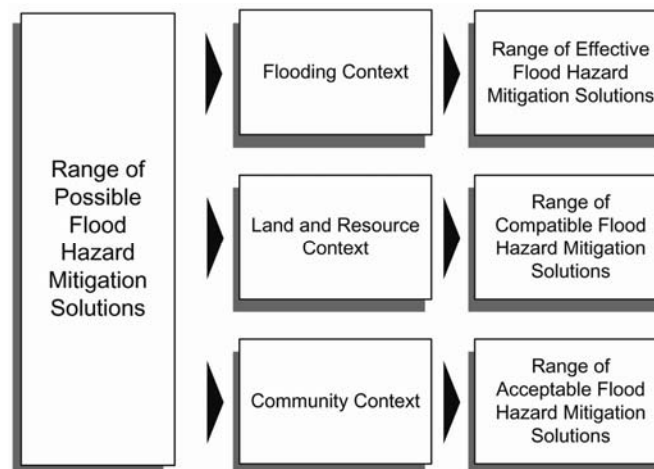 Range of
Possible
Flood
Hazard
Mitigation
Solutions
Flooding Context
Range of Effective
Flood Hazard
Mitigation Solutions
Land and Resource
Context
Range of
Compatible Flood
Hazard Mitigation
Solutions
Community Context
Range of
Acceptable Flood
Hazard Mitigation
Solutions